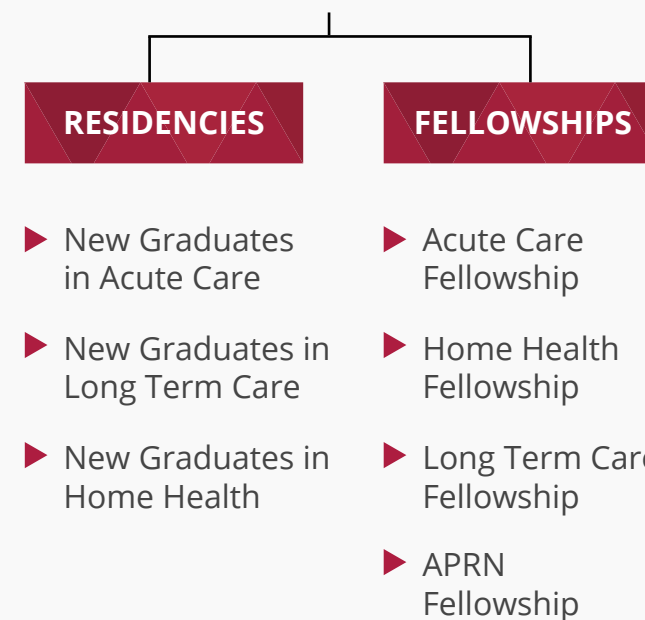 RESIDENCIES
New Graduates
in Acute Care
New Graduates in
Long Term Care
New Graduates in
Home Health
FELLOWSHIPS
Acute Care
Fellowship
Home Health
Fellowship
Long Term Care
Fellowship
APRN
Fellowship